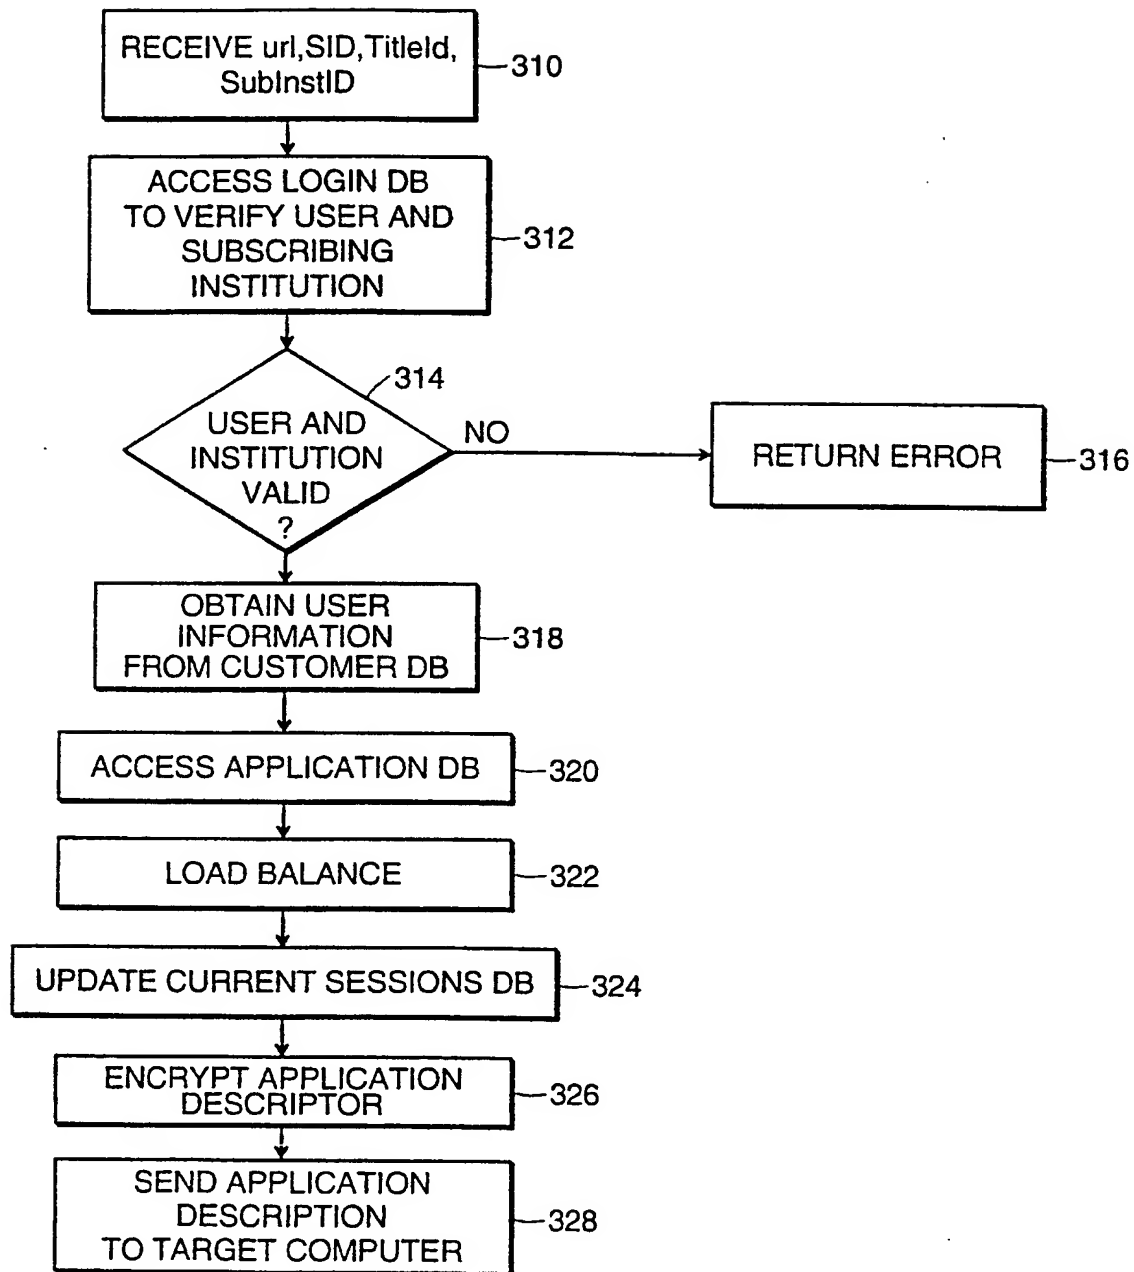 RECEIVE url,SID,TitleId,
SubInstID
310
ACCESS LOGIN DB
TO VERIFY USER AND
SUBSCRIBING
INSTITUTION
312
314
USER AND
INSTITUTION
VALID
?
NO
RETURN ERROR
316
OBTAIN USER
INFORMATION
FROM CUSTOMER DB
318
ACCESS APPLICATION DB
320
LOAD BALANCE
322
UPDATE CURRENT SESSIONS DB
324
ENCRYPT APPLICATION
DESCRIPTOR
326
SEND APPLICATION
DESCRIPTION
TO TARGET COMPUTER
328